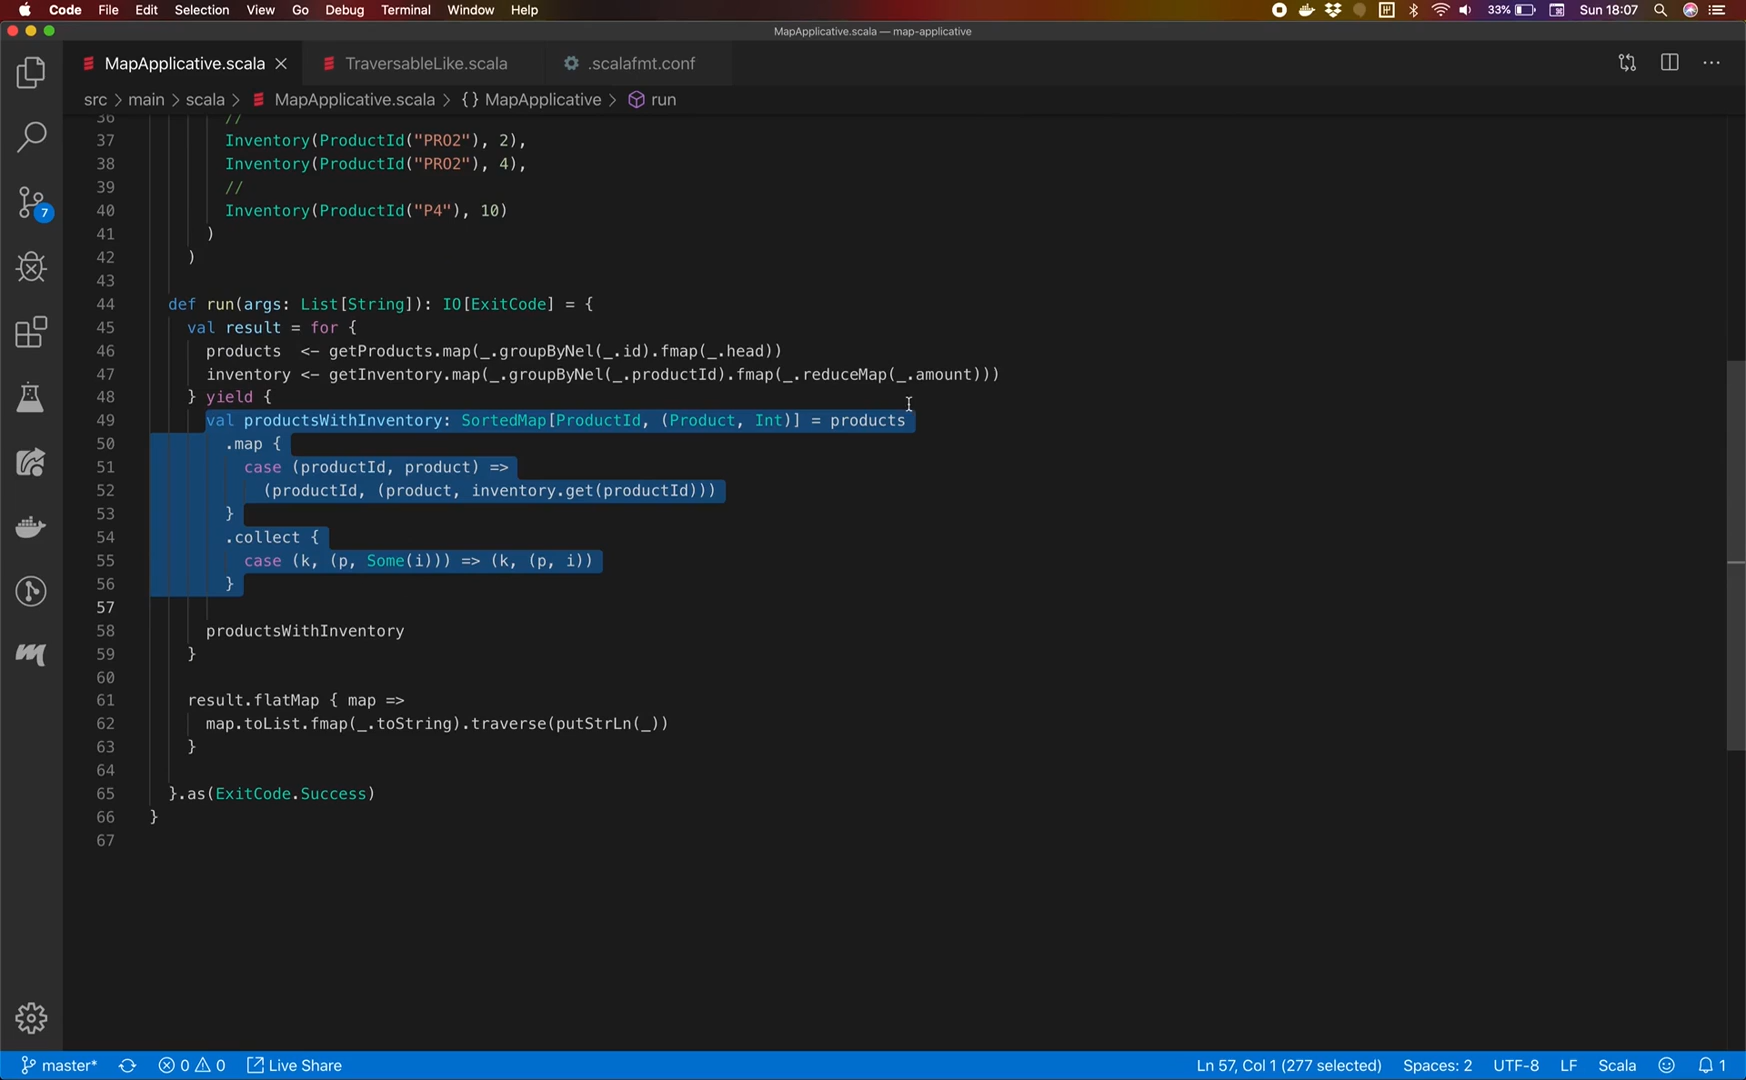 Code File Edit Selection View Go Debug Terminal Window Help 33% Sun 18:07
MapApplicative.scala — map-applicative
MapApplicative.scala TraversableLike.scala .scalafmt.conf
src > main > scala > MapApplicative.scala > {} MapApplicative > run
36 //
37 Inventory(ProductId("PRO2"), 2),
38 Inventory(ProductId("PRO2"), 4),
39 //
40 Inventory(ProductId("P4"), 10)
41 )
42 )
43
44 def run(args: List[String]): IO[ExitCode] = {
45 val result = for {
46 products <- getProducts.map(_.groupByNel(_.id).fmap(_.head))
47 inventory <- getInventory.map(_.groupByNel(_.productId).fmap(_.reduceMap(_.amount)))
48 } yield {
49 val productsWithInventory: SortedMap[ProductId, (Product, Int)] = products
50 .map {
51 case (productId, product) =>
52 (productId, (product, inventory.get(productId)))
53 }
54 .collect {
55 case (k, (p, Some(i))) => (k, (p, i))
56 }
57
58 productsWithInventory
59 }
60
61 result.flatMap { map =>
62 map.toList.fmap(_.toString).traverse(putStrLn(_))
63 }
64
65 }.as(ExitCode.Success)
66 }
67
7
master* 0 0 Live Share Ln 57, Col 1 (277 selected) Spaces: 2 UTF-8 LF Scala 1